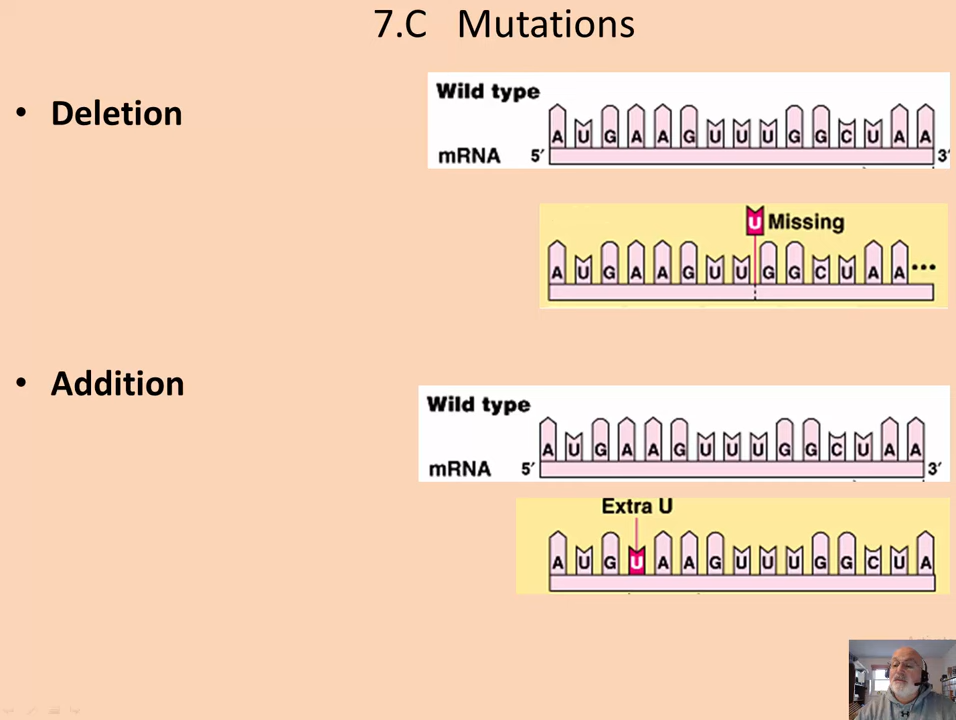 7.C Mutations
• Deletion
Wild type
A U G A A G U U U G G C U A A
mRNA 5′ 3′
U Missing
A U G A A G U U G G C U A A •••
• Addition
Wild type
A U G A A G U U U G G C U A A
mRNA 5′ 3′
Extra U
A U G U A A G U U U G G C U A